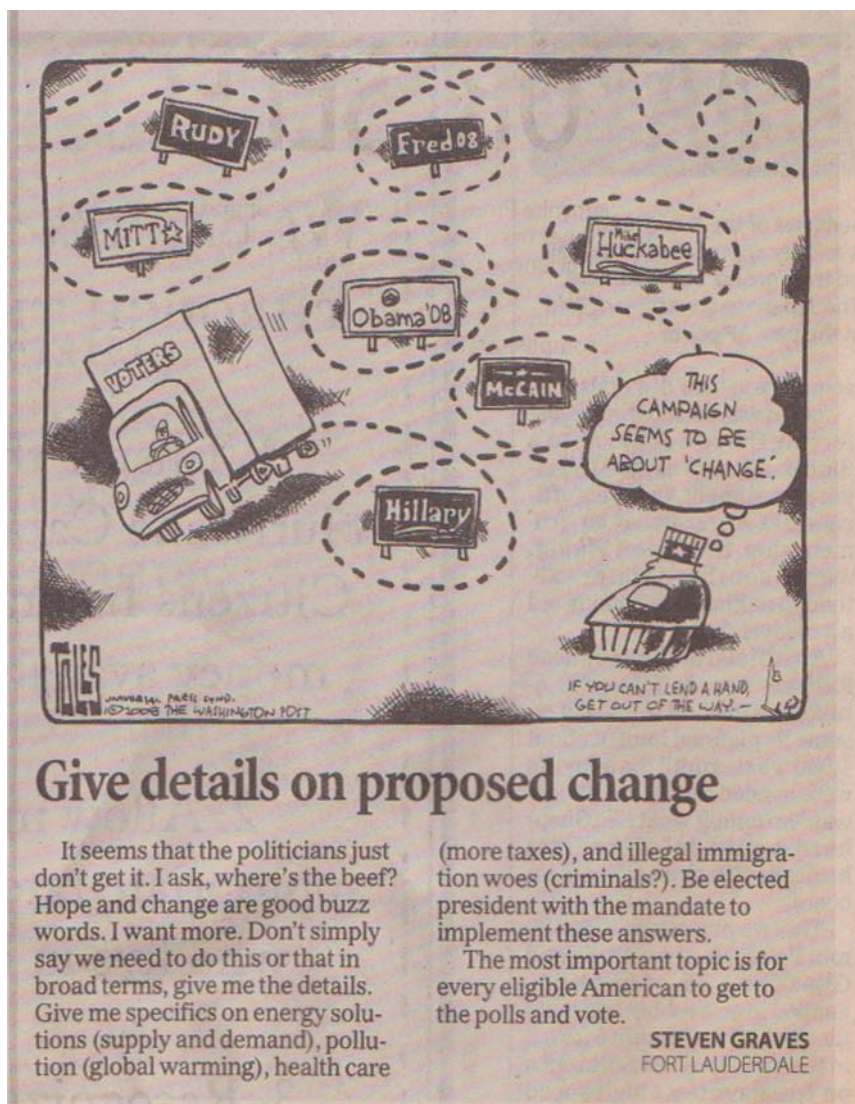 RUDY
Fred 08
MITT
Mike
Huckabee
Obama '08
VOTERS
McCAIN
THIS
CAMPAIGN
SEEMS TO BE
ABOUT 'CHANGE'.
Hillary
TOLES
UNIVERSAL PRESS SYND.
©2008 THE WASHINGTON POST
IF YOU CAN'T LEND A HAND,
GET OUT OF THE WAY. –
Give details on proposed change
It seems that the politicians just
don't get it. I ask, where's the beef?
Hope and change are good buzz
words. I want more. Don't simply
say we need to do this or that in
broad terms, give me the details.
Give me specifics on energy solu-
tions (supply and demand), pollu-
tion (global warming), health care
(more taxes), and illegal immigra-
tion woes (criminals?). Be elected
president with the mandate to
implement these answers.
The most important topic is for
every eligible American to get to
the polls and vote.
STEVEN GRAVES
FORT LAUDERDALE